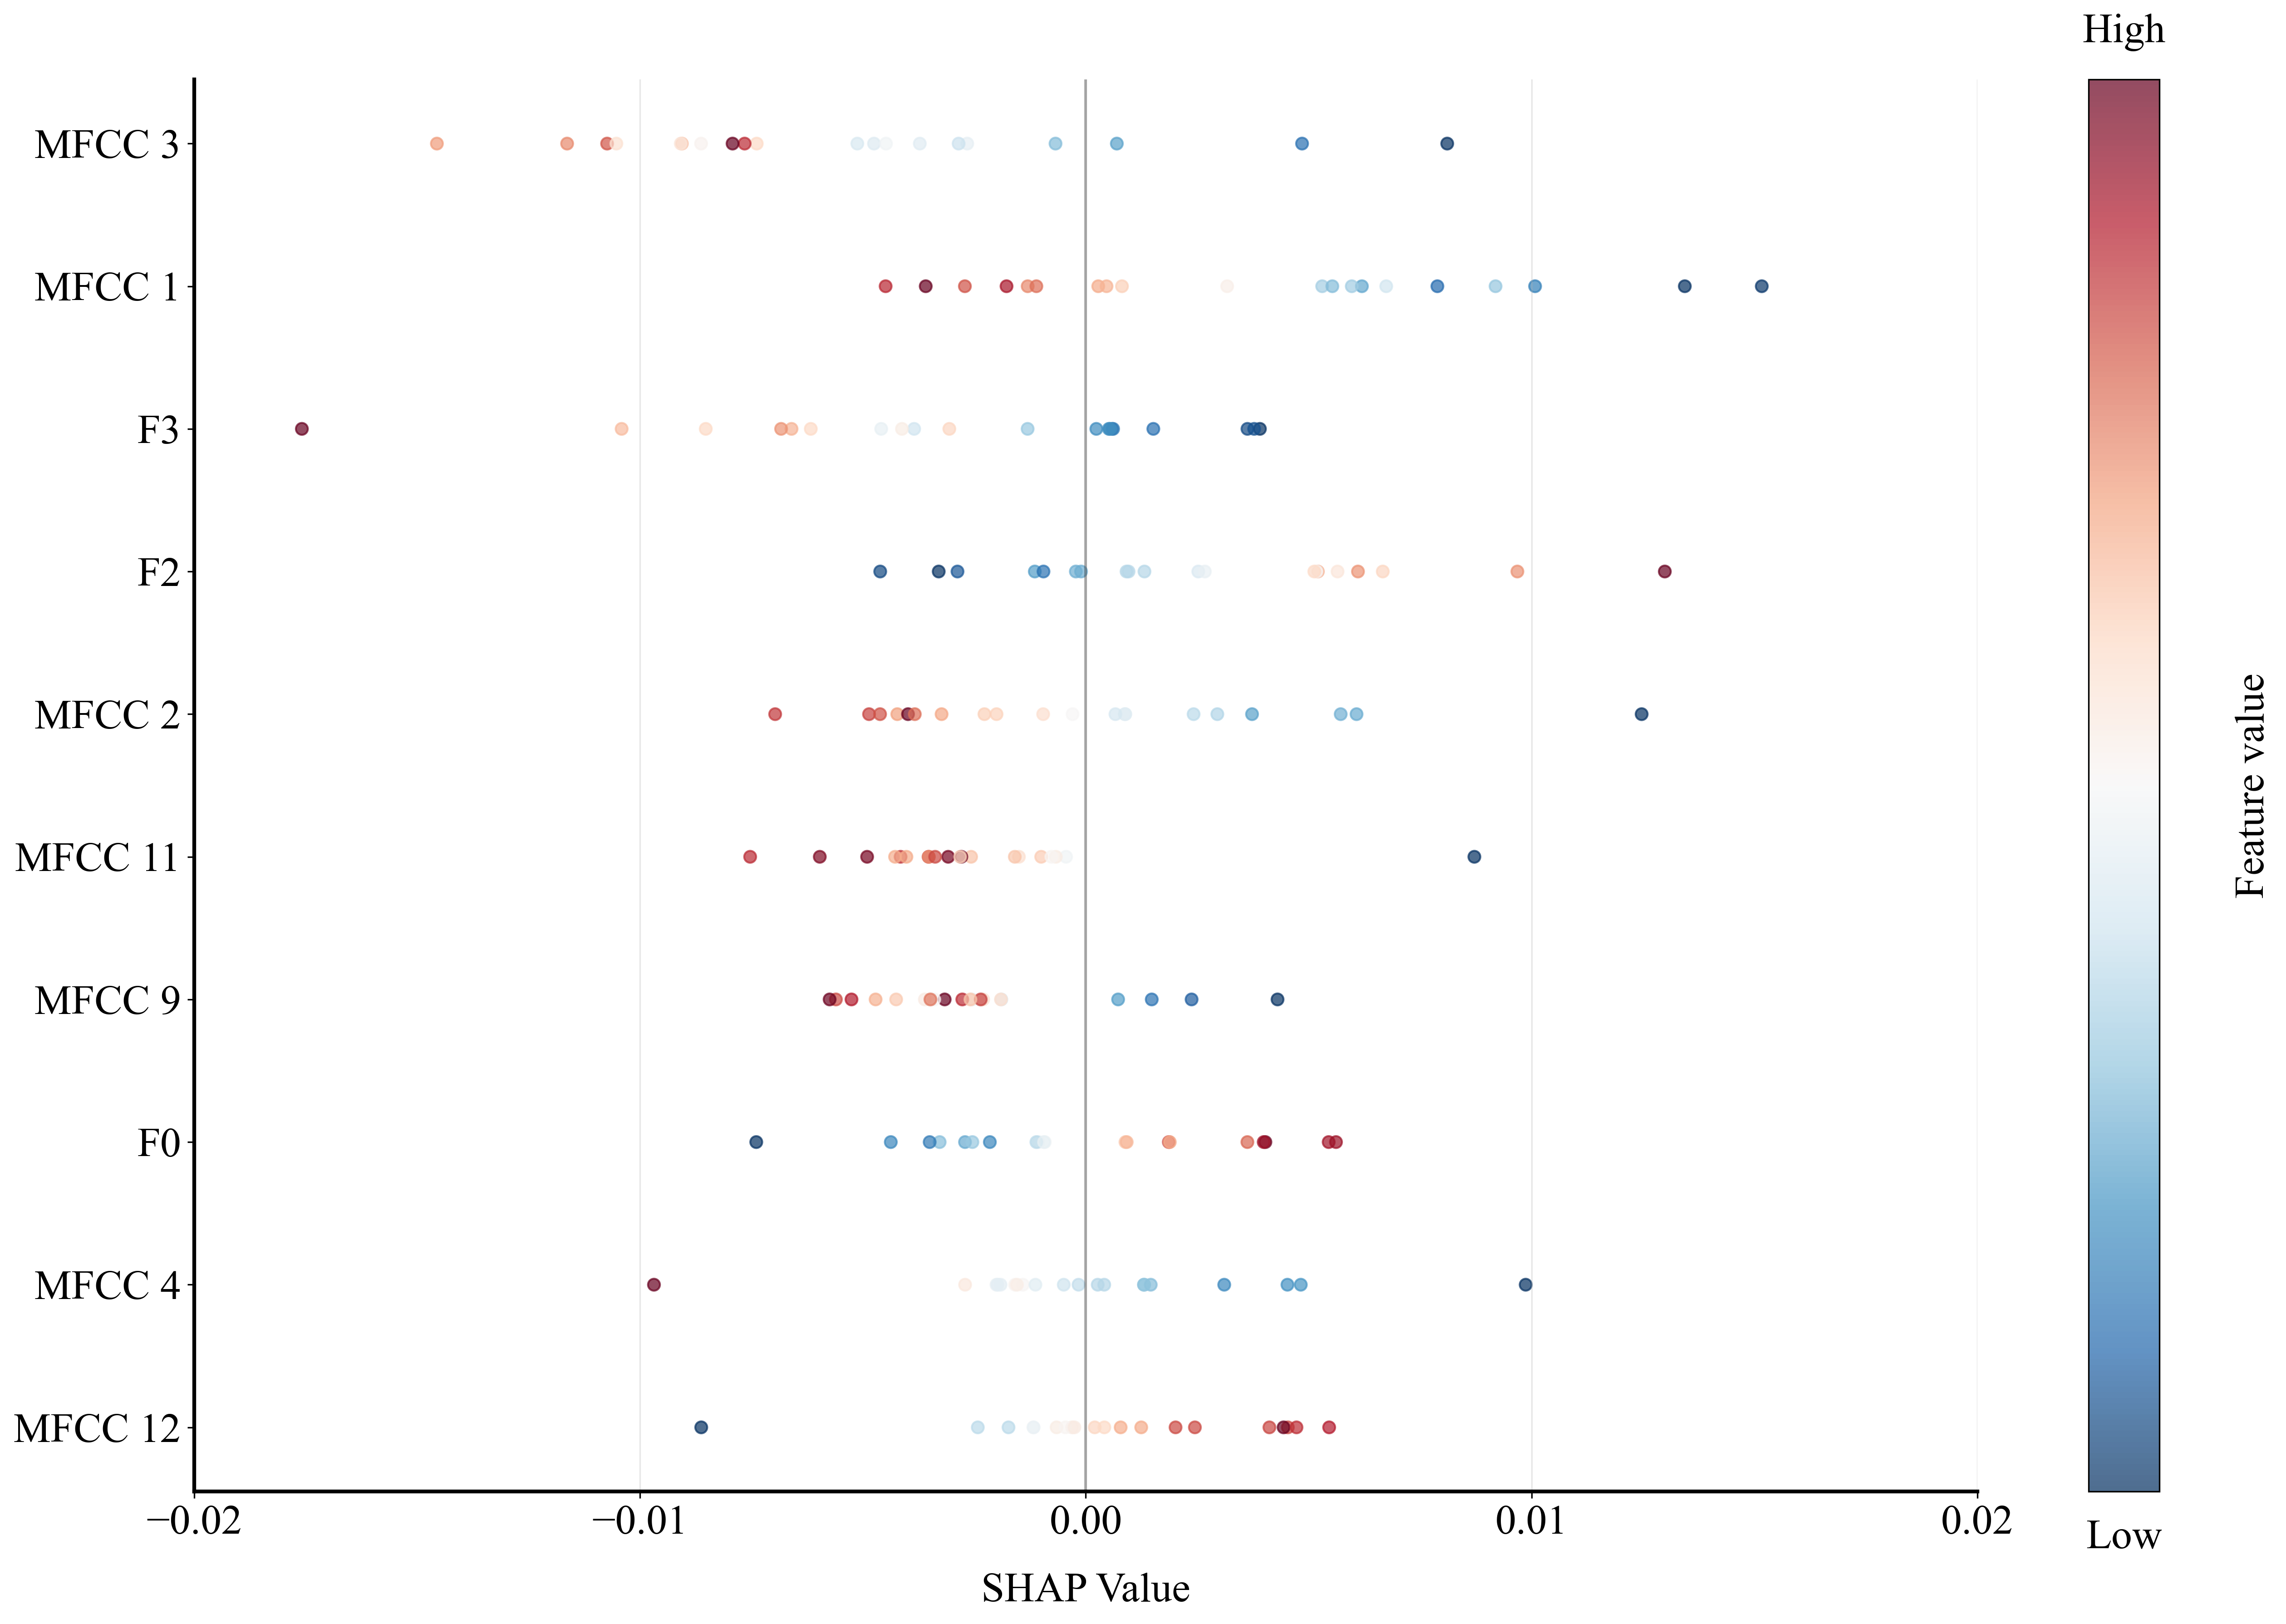 High
MFCC 3
MFCC 1
F3
F2
MFCC 2
MFCC 11
MFCC 9
F0
MFCC 4
MFCC 12
−0.02 −0.01 0.00 0.01 0.02
SHAP Value
Low
Feature value